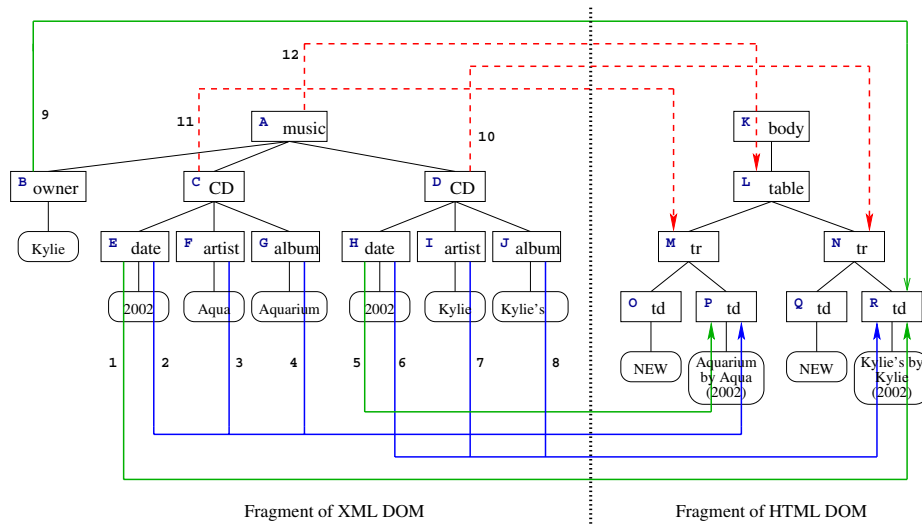 12
9
11
10
A music
K body
B owner
C CD
D CD
L table
E date
F artist
G album
H date
I artist
J album
M tr
N tr
Kylie
2002
Aqua
Aquarium
2002
Kylie
Kylie's
O td
P td
Q td
R td
NEW
Aquarium
by Aqua
(2002)
NEW
Kylie's by
Kylie
(2002)
1
2
3
4
5
6
7
8
Fragment of XML DOM
Fragment of HTML DOM